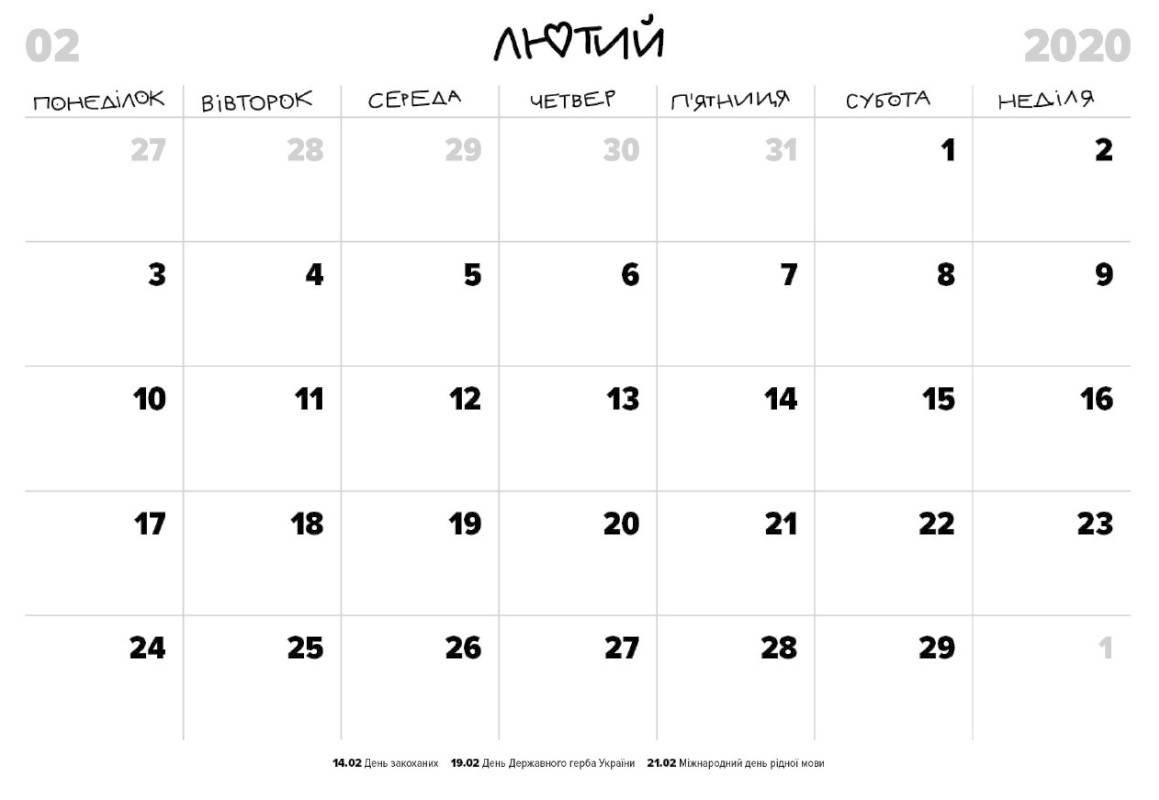 02 ЛЮТИЙ 2020
ПОНЕДІЛОК ВІВТОРОК СЕРЕДА ЧЕТВЕР П'ЯТНИЦЯ СУБОТА НЕДІЛЯ
27 28 29 30 31 1 2
3 4 5 6 7 8 9
10 11 12 13 14 15 16
17 18 19 20 21 22 23
24 25 26 27 28 29 1
14.02 День закоханих 19.02 День Державного герба України 21.02 Міжнародний день рідної мови